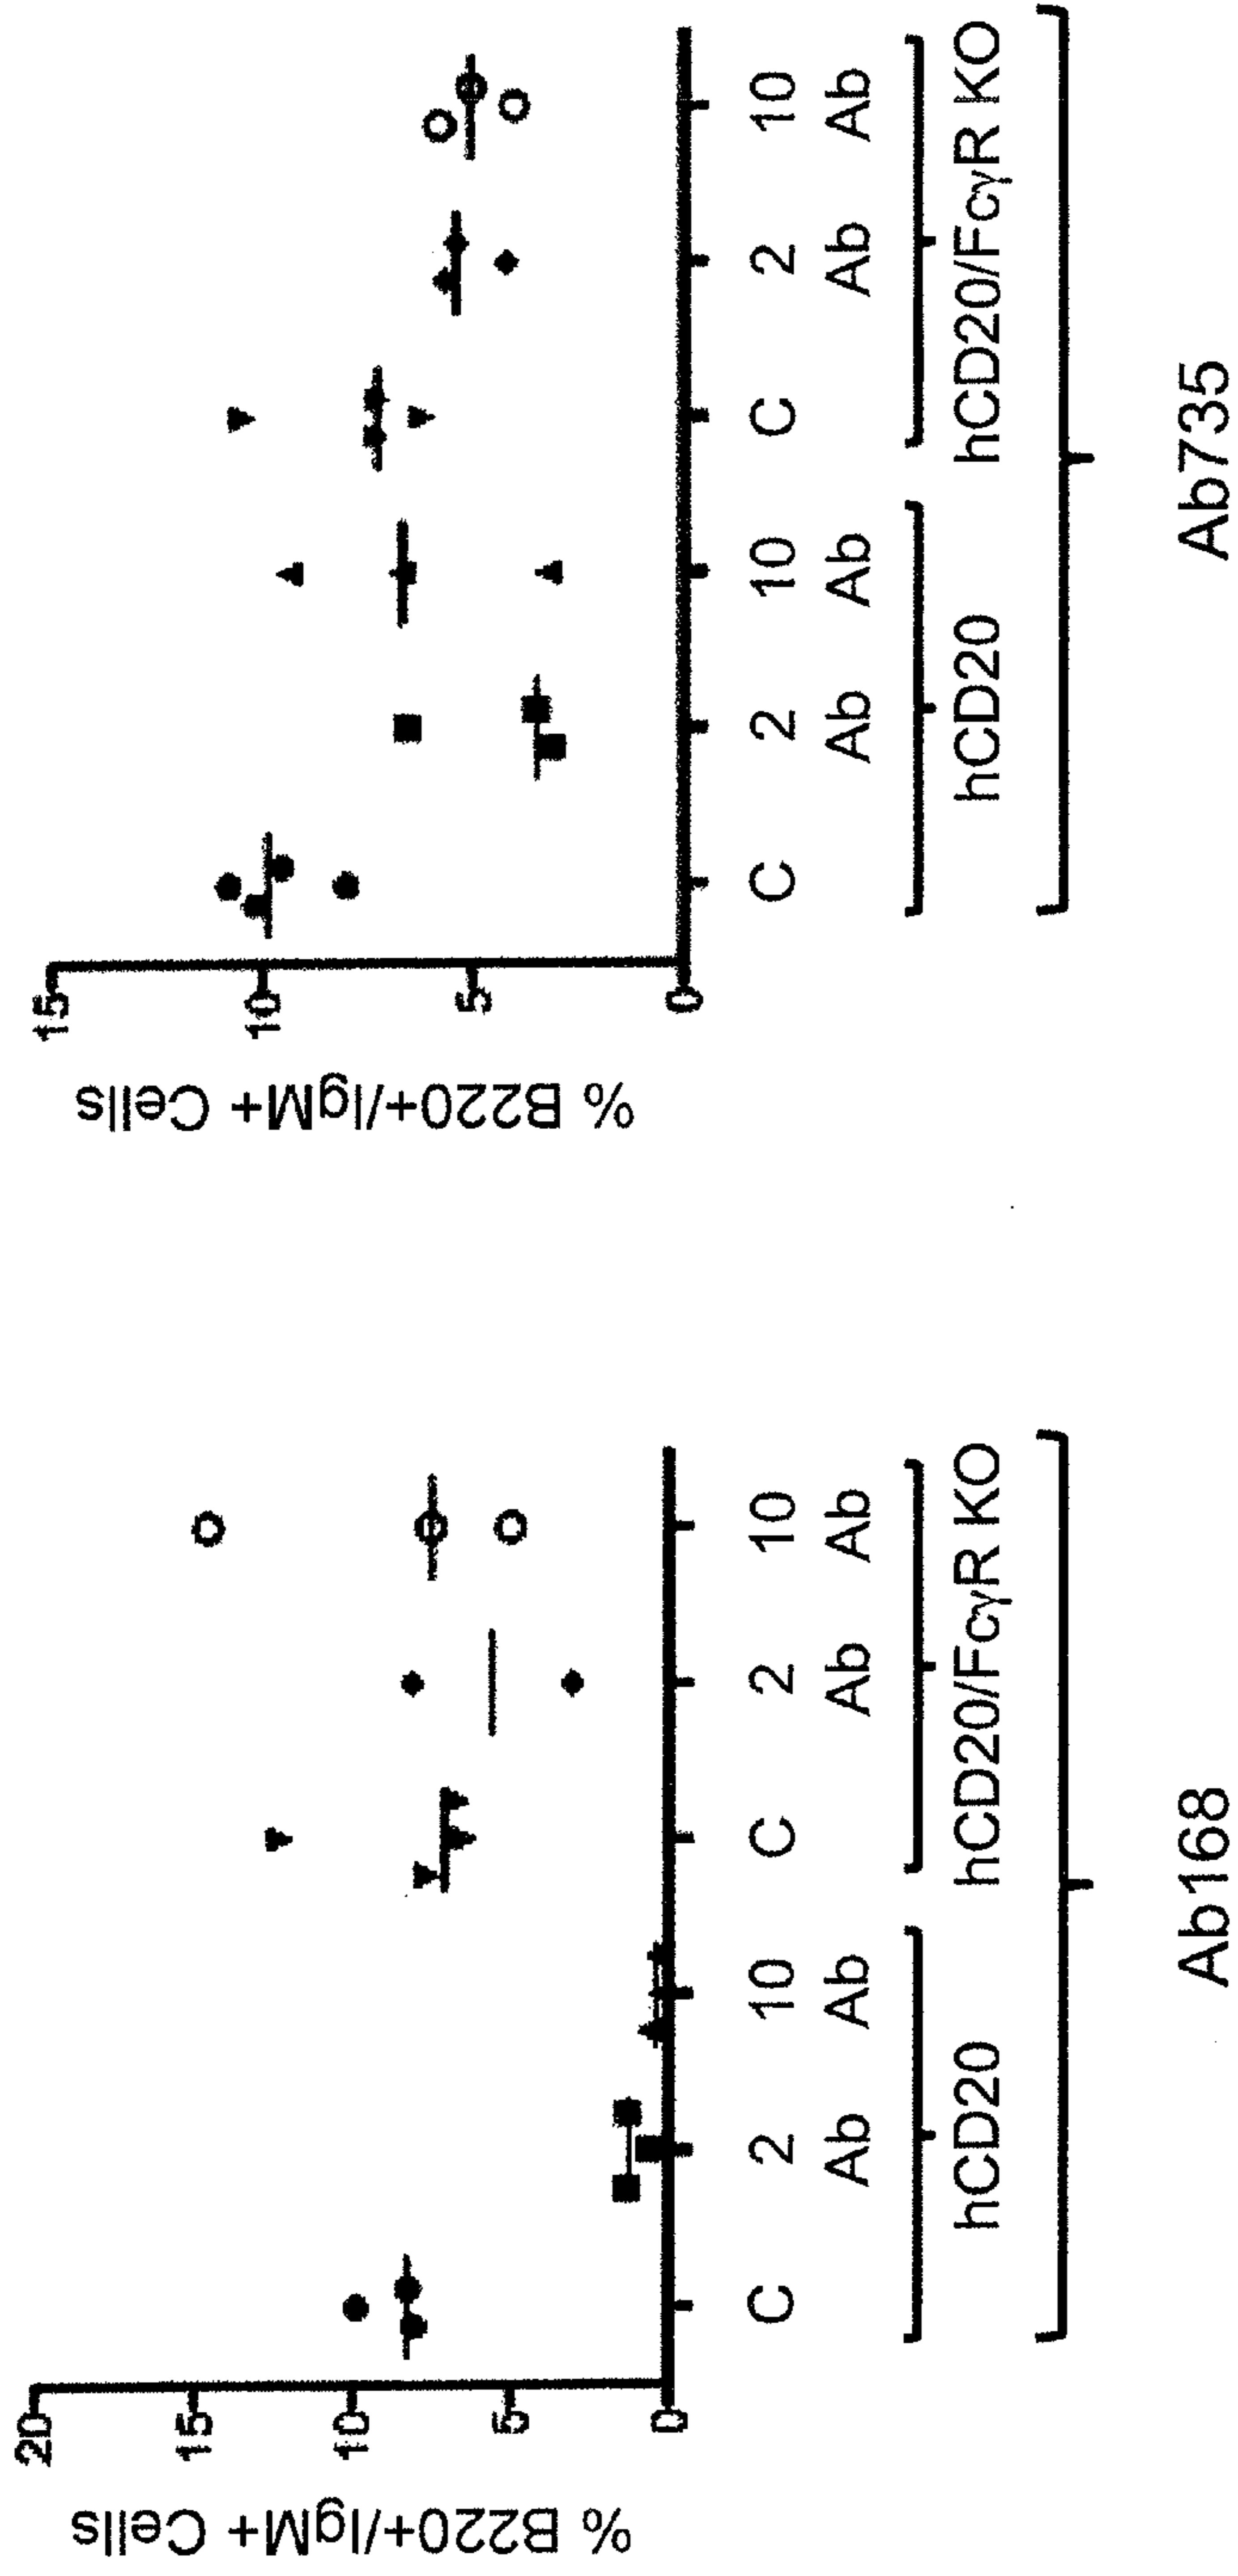 % B220+/IgM+ Cells
20
15
10
5
0
C 2 10 C 2 10
Ab Ab Ab Ab
hCD20 hCD20/FcγR KO
Ab168
% B220+/IgM+ Cells
15
10
5
0
C 2 10 C 2 10
Ab Ab Ab Ab
hCD20 hCD20/FcγR KO
Ab735